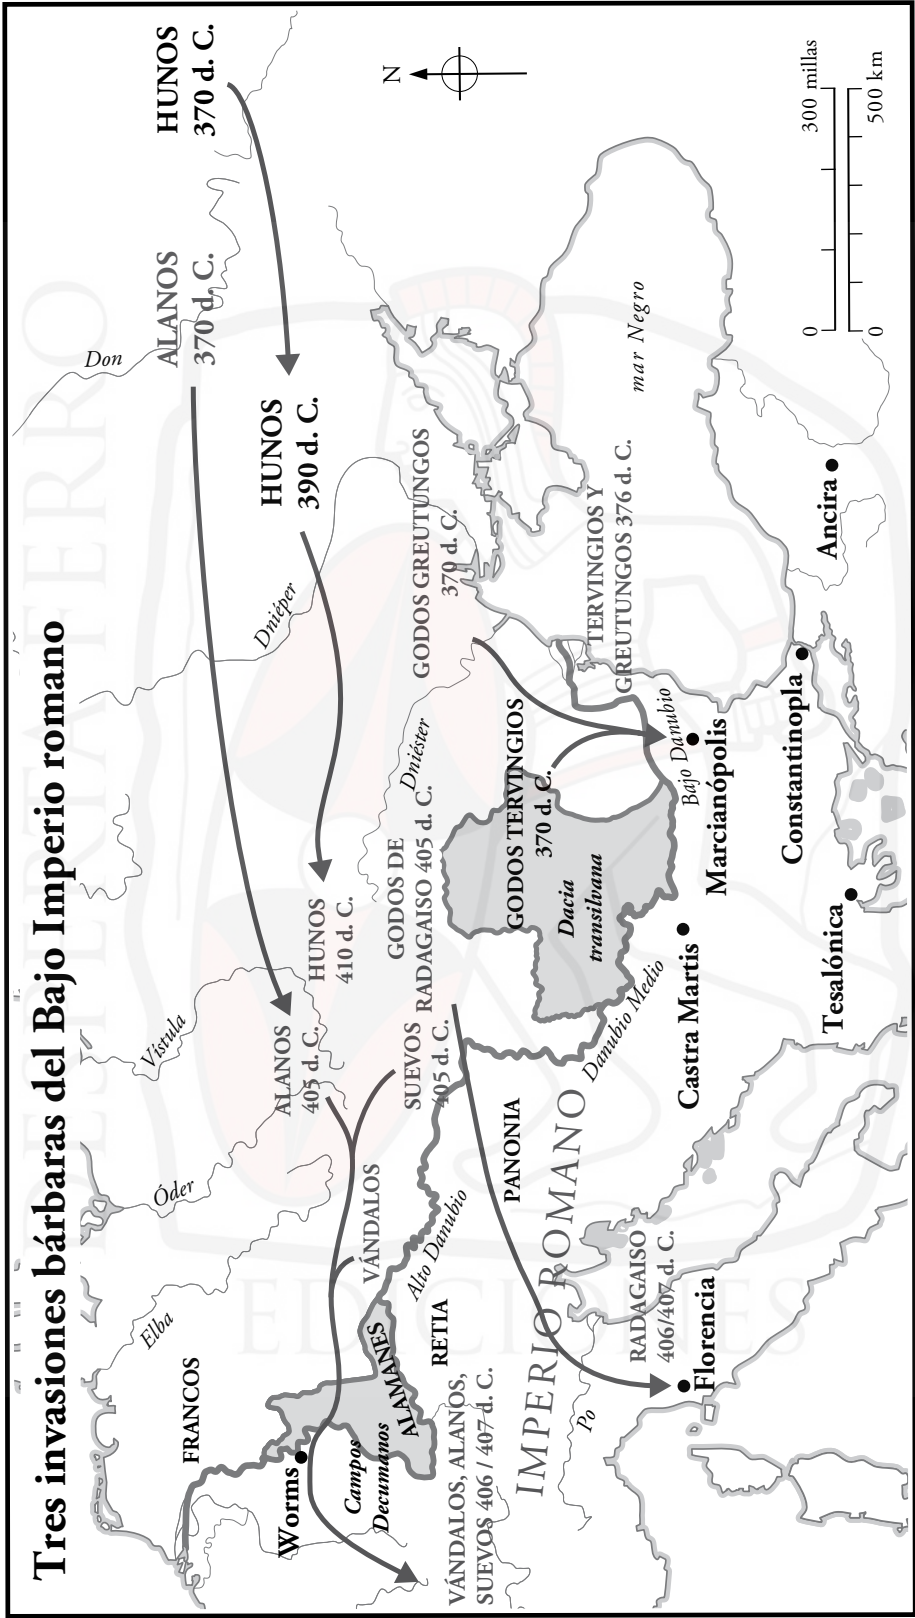 Tres invasiones bárbaras del Bajo Imperio romano
HUNOS
370 d. C.
ALANOS
370 d. C.
Don
HUNOS
390 d. C.
Dniéper
Vístula
Óder
Elba
FRANCOS
ALANOS
405 d. C.
HUNOS
410 d. C.
GODOS GREUTUNGOS
370 d. C.
Dniéster
GODOS DE
RADAGAISO 405 d. C.
SUEVOS
405 d. C.
VÁNDALOS
Worms
Campos
Decumanos
ALAMANES
Alto Danubio
RETIA
VÁNDALOS, ALANOS,
SUEVOS 406 / 407 d. C.
PANONIA
IMPERIO ROMANO
Po
GODOS TERVINGIOS
370 d. C.
Dacia
transilvana
TERVINGIOS Y
GREUTUNGOS 376 d. C.
mar Negro
Bajo Danubio
Marcianópolis
Danubio Medio
Castra Martis
RADAGAISO
406/407 d. C.
Florencia
Constantinopla
Tesalónica
Ancira
N
0 300 millas
0 500 km
DESPERTA FERRO
EDICIONES